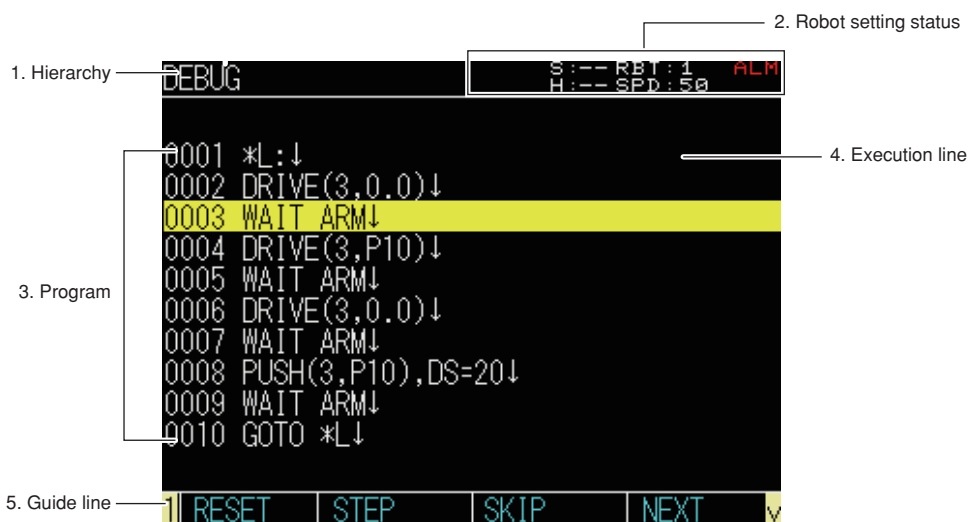 2. Robot setting status
1. Hierarchy
DEBUG
S:-- RBT:1 ALM
H:-- SPD:50
4. Execution line
3. Program
0001 *L:↓
0002 DRIVE(3,0.0)↓
0003 WAIT ARM↓
0004 DRIVE(3,P10)↓
0005 WAIT ARM↓
0006 DRIVE(3,0.0)↓
0007 WAIT ARM↓
0008 PUSH(3,P10),DS=20↓
0009 WAIT ARM↓
0010 GOTO *L↓
5. Guide line
1 RESET STEP SKIP NEXT v